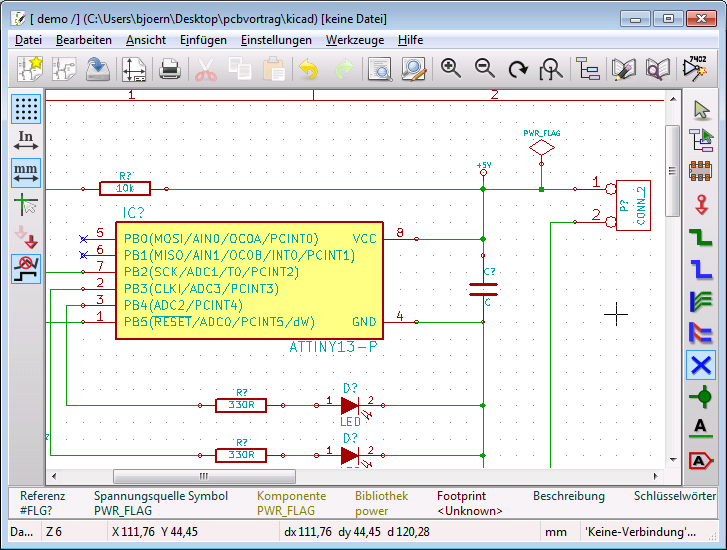 [ demo /] (C:\Users\bjoern\Desktop\pcbvortrag\kicad) [keine Datei]
Datei Bearbeiten Ansicht Einfügen Einstellungen Werkzeuge Hilfe
7402
In
mm
1 2
PWR_FLAG
+5V
R?
10k
1
2
P?
CONN_2
IC?
5 PB0(MOSI/AIN0/OC0A/PCINT0) VCC 8
6 PB1(MISO/AIN1/OC0B/INT0/PCINT1)
7 PB2(SCK/ADC1/T0/PCINT2)
2 PB3(CLKI/ADC3/PCINT3)
3 PB4(ADC2/PCINT4)
1 PB5(RESET/ADC0/PCINT5/dW) GND 4
ATTINY13-P
C?
C
R?
330R
D?
1 2
LED
R?
330R
D?
1 2
LED
A
A
Referenz Spannungsquelle Symbol Komponente Bibliothek Footprint Beschreibung Schlüsselwörter
#FLG? PWR_FLAG PWR_FLAG power <Unknown>
Da... Z 6 X 111,76 Y 44,45 dx 111,76 dy 44,45 d 120,28 mm 'Keine-Verbindung'...